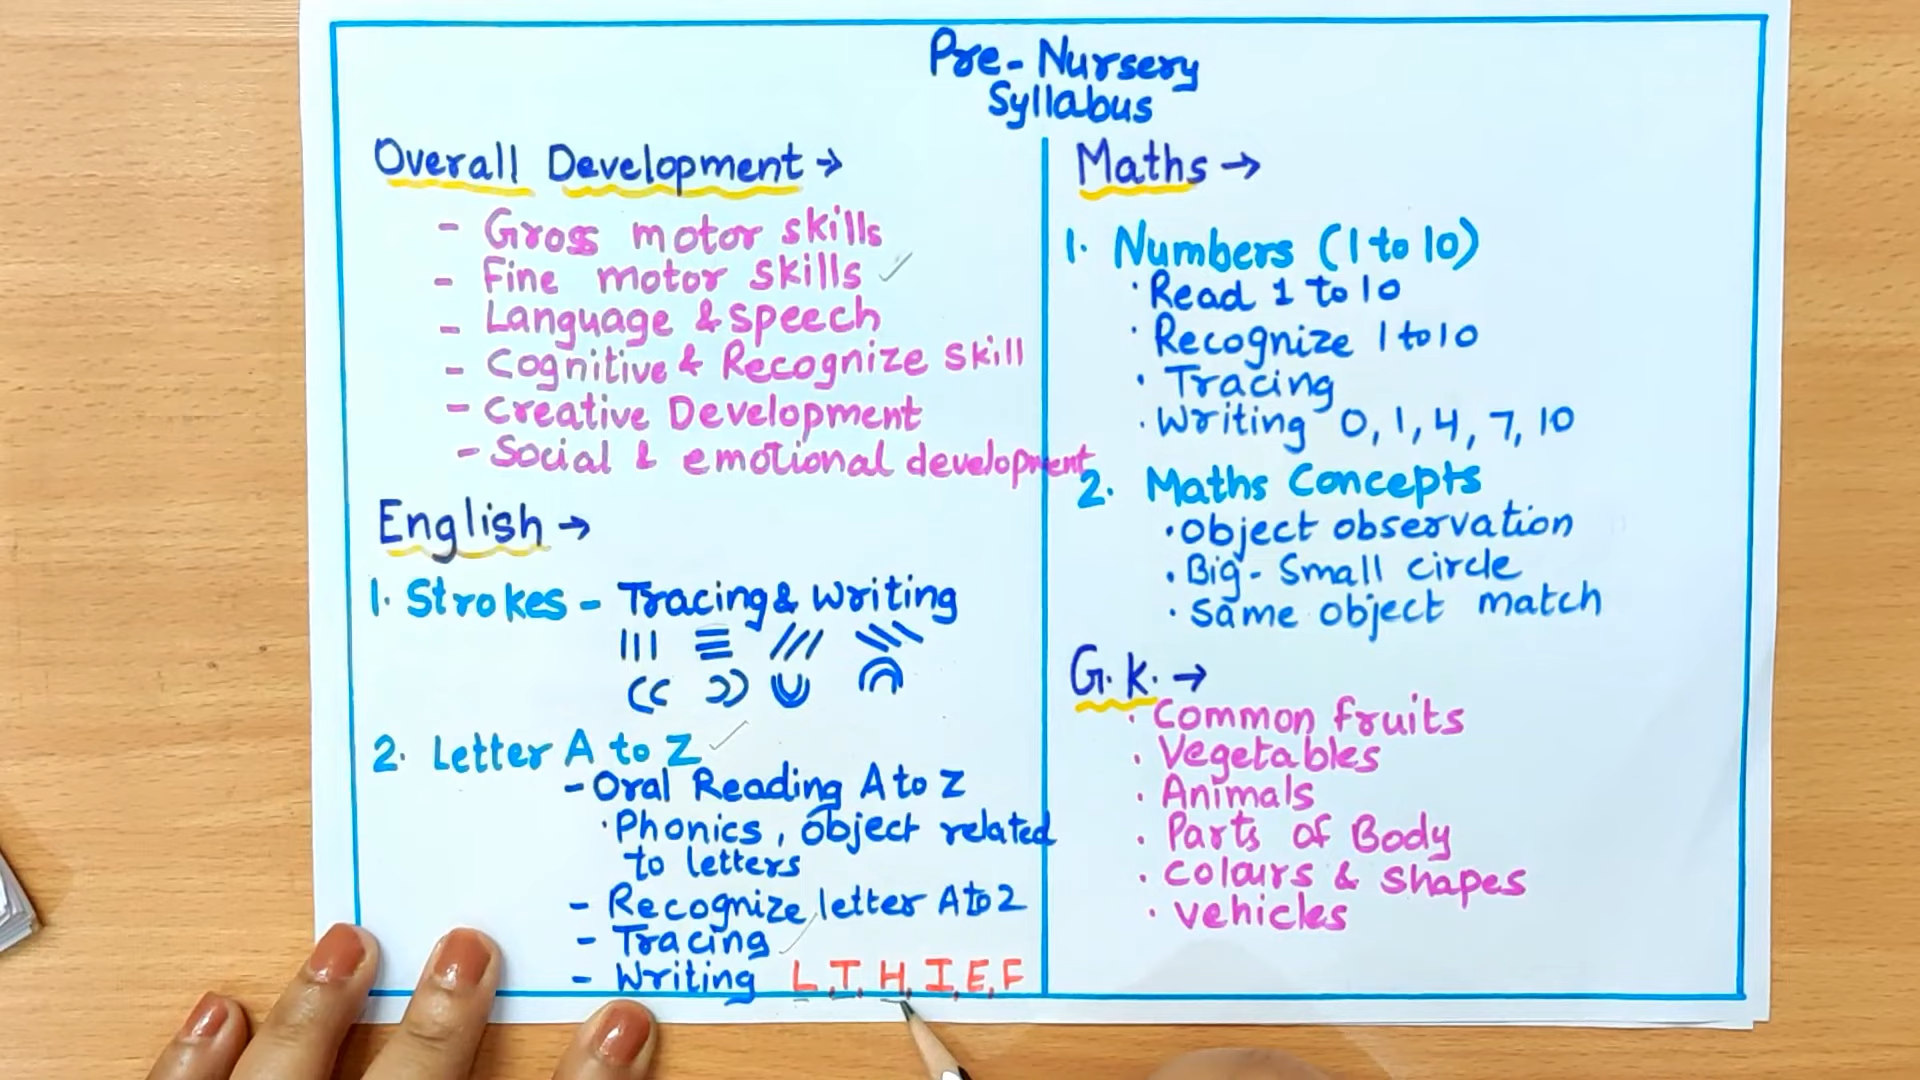 Pre-Nursery
Syllabus
Overall Development →
- Gross motor skills
- Fine motor skills ✓
- Language & speech
- Cognitive & Recognize skill
- Creative Development
- Social & emotional development
English →
1. Strokes - Tracing & writing
2. Letter A to Z ✓
- Oral Reading A to Z
· Phonics, object related
to letters
- Recognize letter A to Z
- Tracing ✓
- Writing L, T, H, I, E, F
Maths →
1. Numbers (1 to 10)
· Read 1 to 10
· Recognize 1 to 10
· Tracing
· Writing 0, 1, 4, 7, 10
2. Maths Concepts
· Object observation
· Big - Small circle
· Same object match
G.K. →
· Common fruits
· Vegetables
· Animals
· Parts of Body
· Colours & shapes
· Vehicles